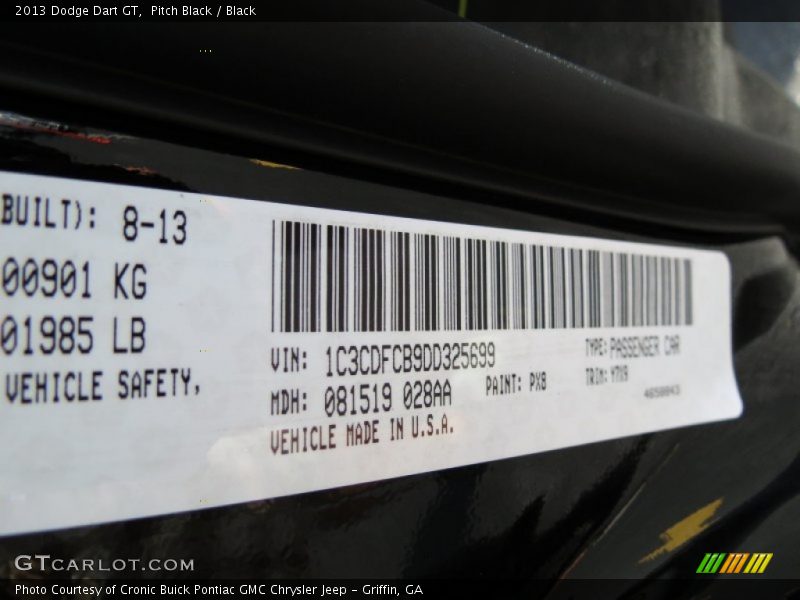 2013 Dodge Dart GT, Pitch Black / Black
BUILT): 8-13
00901 KG
01985 LB
VEHICLE SAFETY,
VIN: 1C3CDFCB9DD325699
TYPE: PASSENGER CAR
MDH: 081519 028AA
PAINT: PX8
TRIM:
VEHICLE MADE IN U.S.A.
GTCARLOT.COM
Photo Courtesy of Cronic Buick Pontiac GMC Chrysler Jeep – Griffin, GA